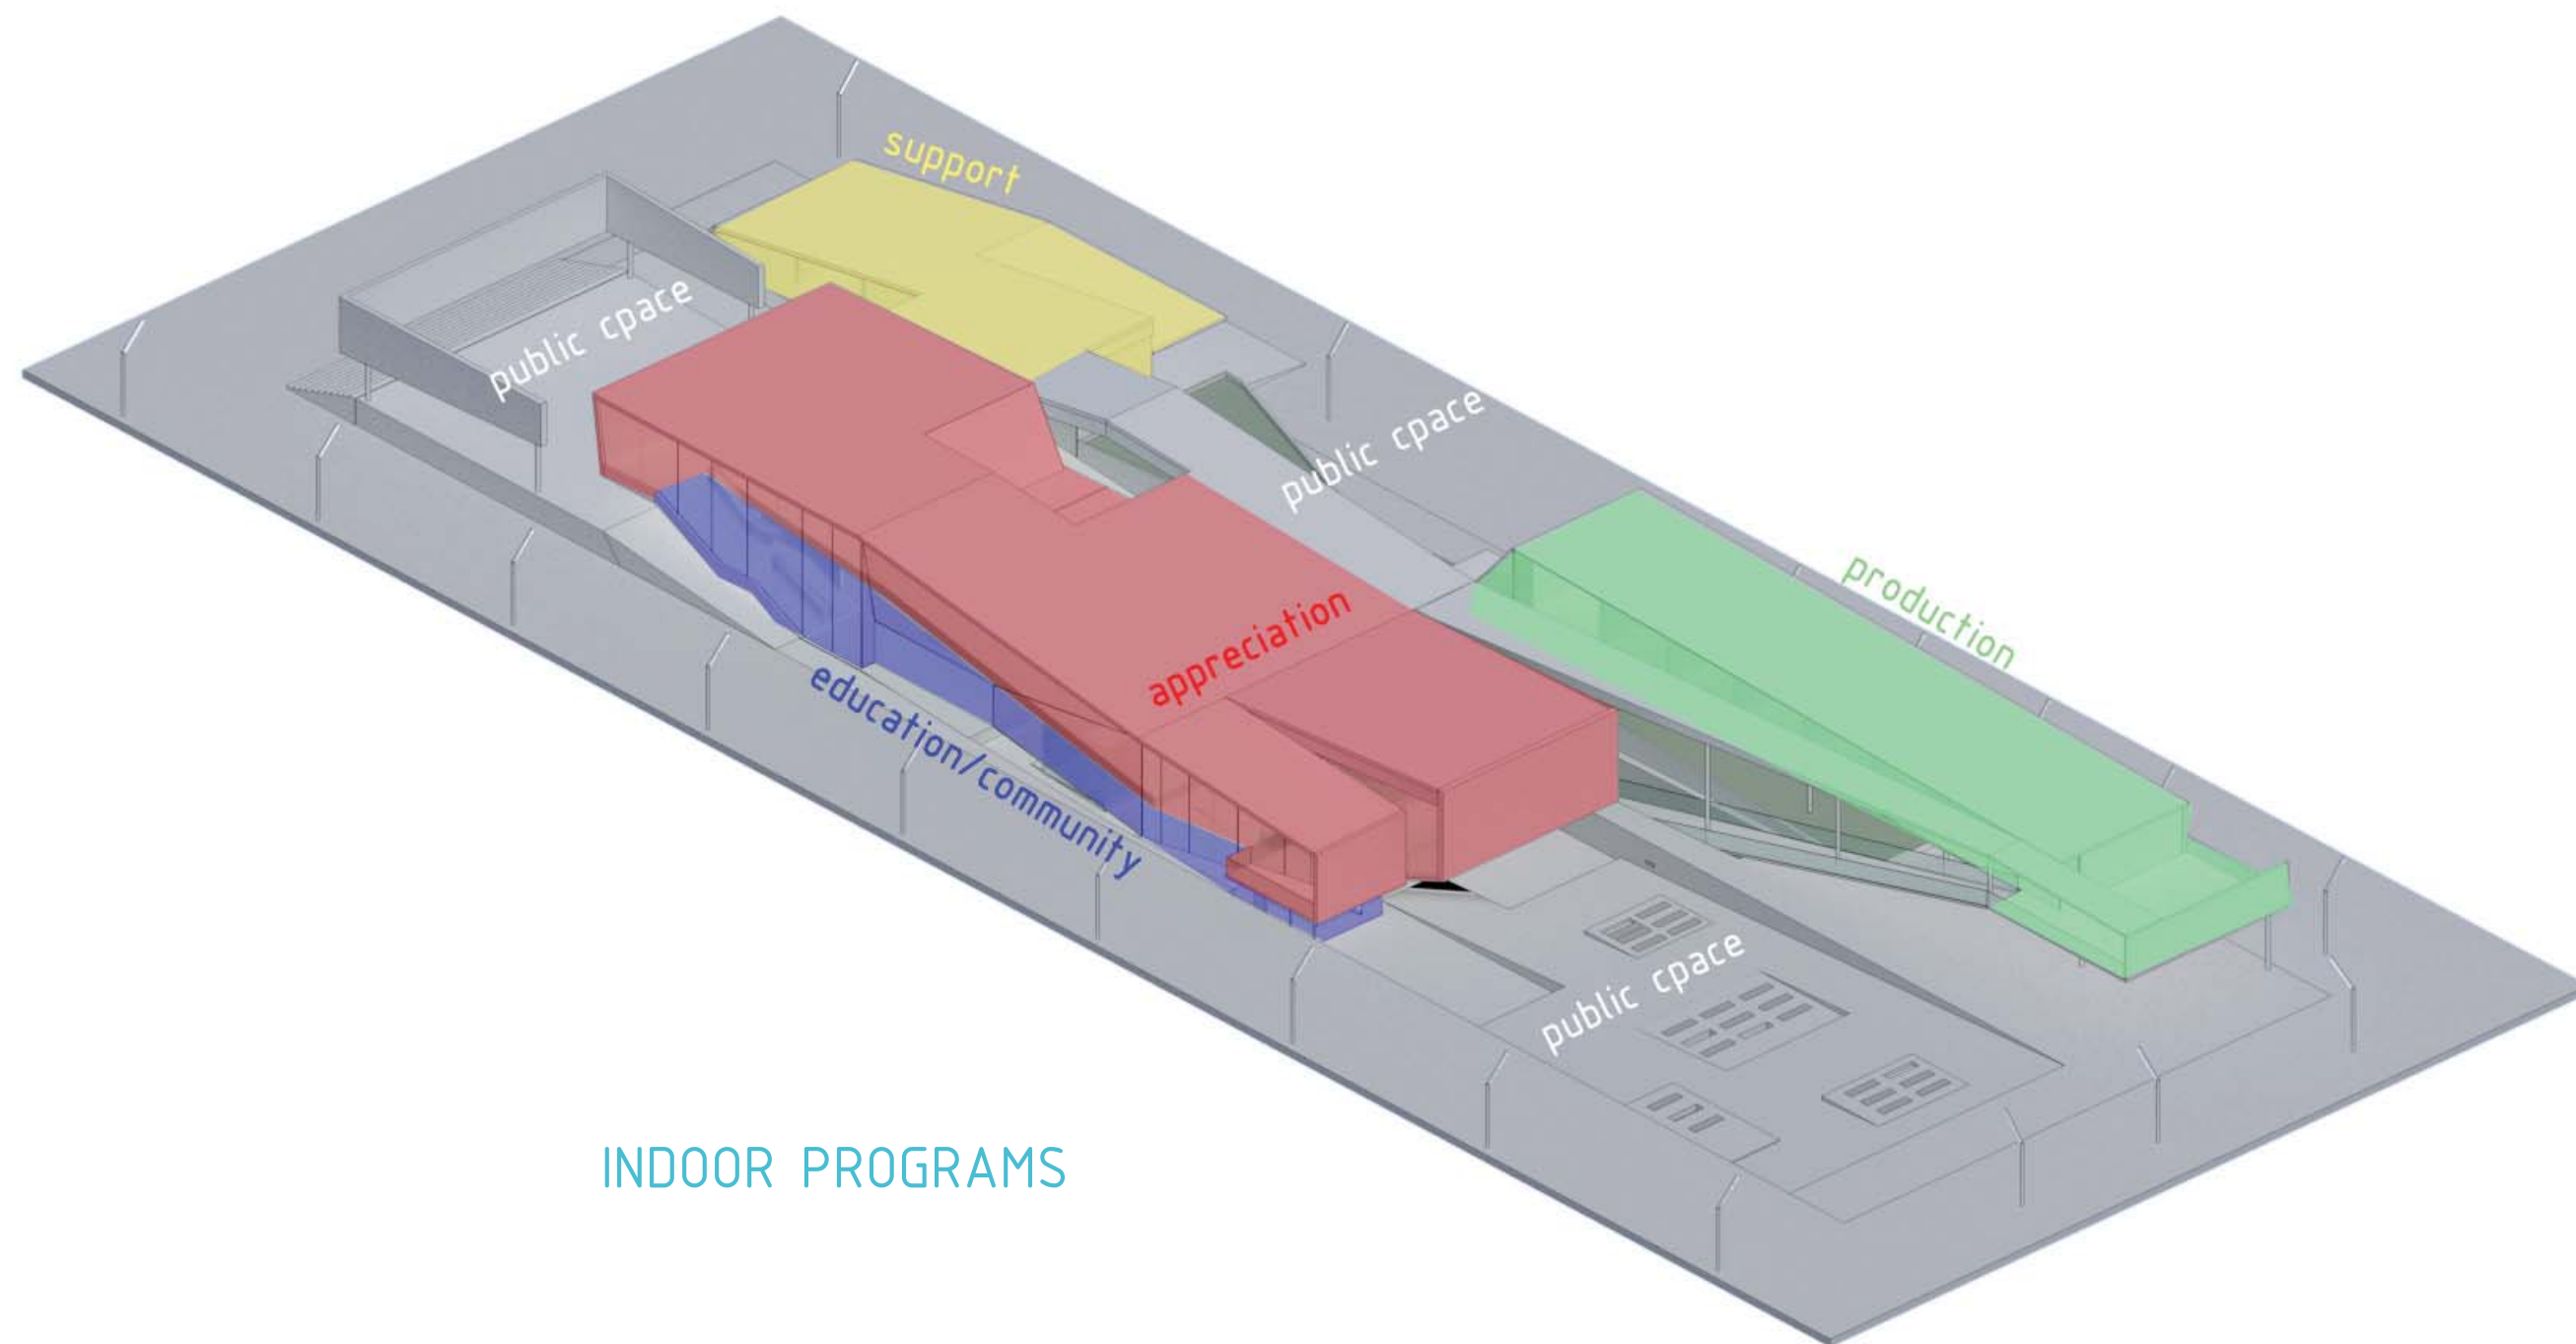 support
public cpace
public cpace
production
appreciation
education/community
public cpace
INDOOR PROGRAMS